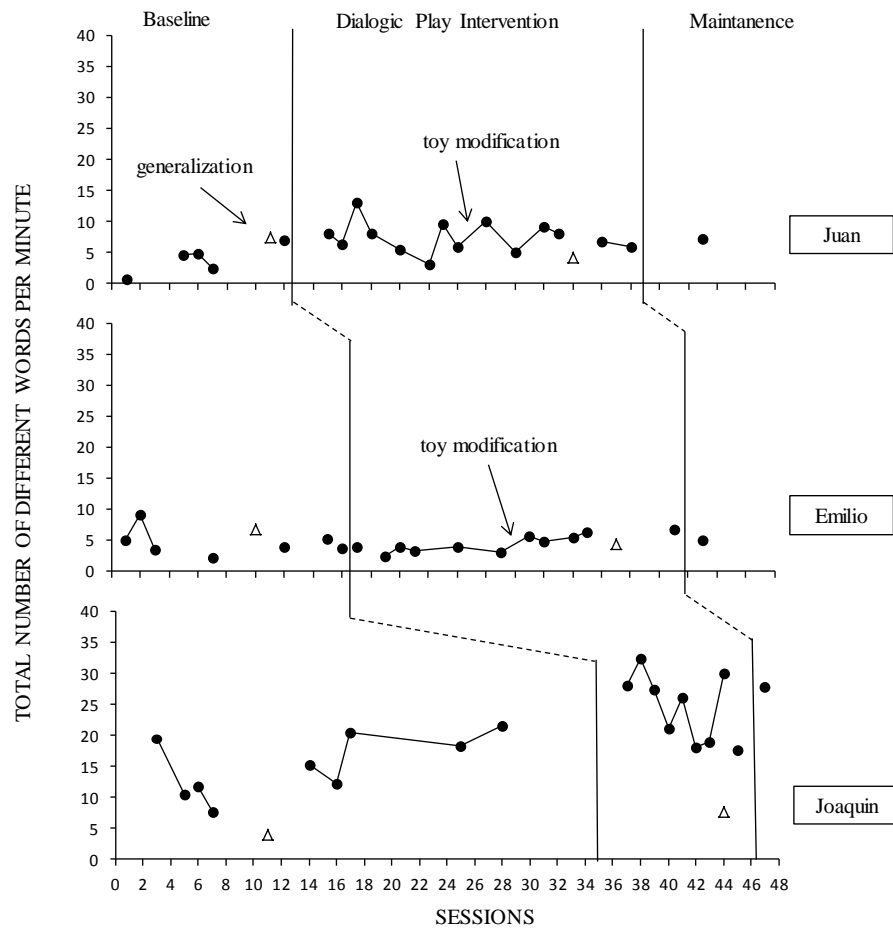 Baseline Dialogic Play Intervention Maintanence
40
35
30
25
20
15
10
5
0
generalization
toy modification
Juan
40
35
30
25
20
15
10
5
0
toy modification
Emilio
40
35
30
25
20
15
10
5
0
Joaquin
0 2 4 6 8 10 12 14 16 18 20 22 24 26 28 30 32 34 36 38 40 42 44 46 48
SESSIONS
TOTAL NUMBER OF DIFFERENT WORDS PER MINUTE